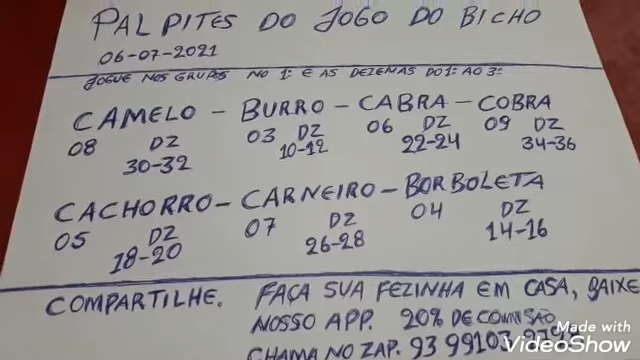 PALPITES DO JOGO DO BICHO
06-07-2021
JOGUE NOS GRUPOS NO 1: E AS DEZENAS DO 1: AO 3:
CAMELO - BURRO - CABRA - COBRA
08 DZ 03 DZ 06 DZ 09 DZ
30-32 10-12 22-24 34-36
CACHORRO - CARNEIRO - BORBOLETA
05 DZ 07 DZ 04 DZ
18-20 26-28 14-16
COMPARTILHE. FAÇA SUA FEZINHA EM CASA, BAIXE
NOSSO APP. 20% DE COMISSÃO
CHAMA NO ZAP. 93 99103
Made with
VideoShow